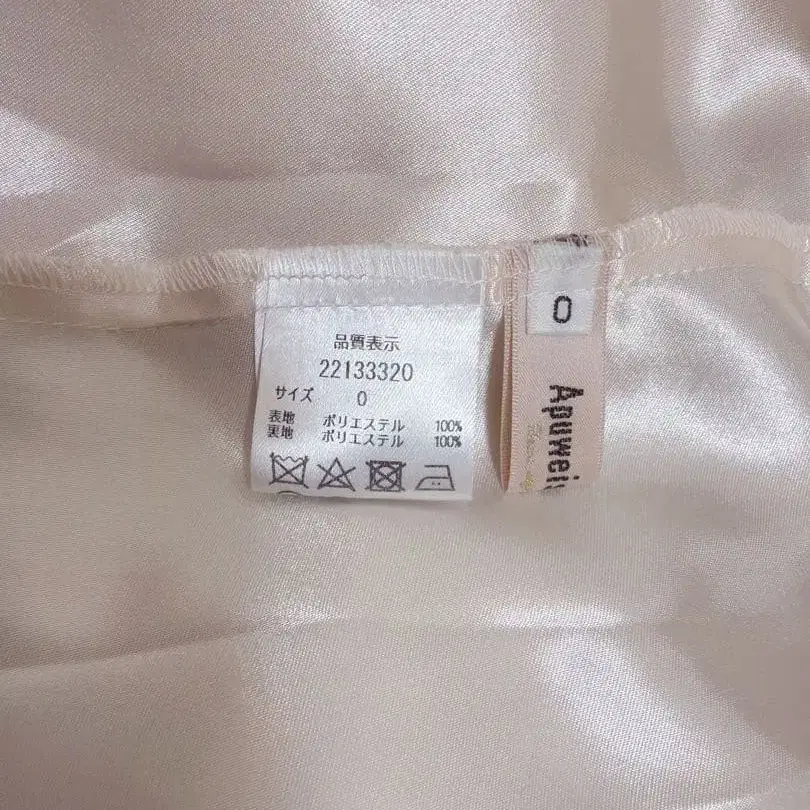 品質表示
22133320
サイズ 0
表地 ポリエステル 100%
裏地 ポリエステル 100%
0
Apuweis